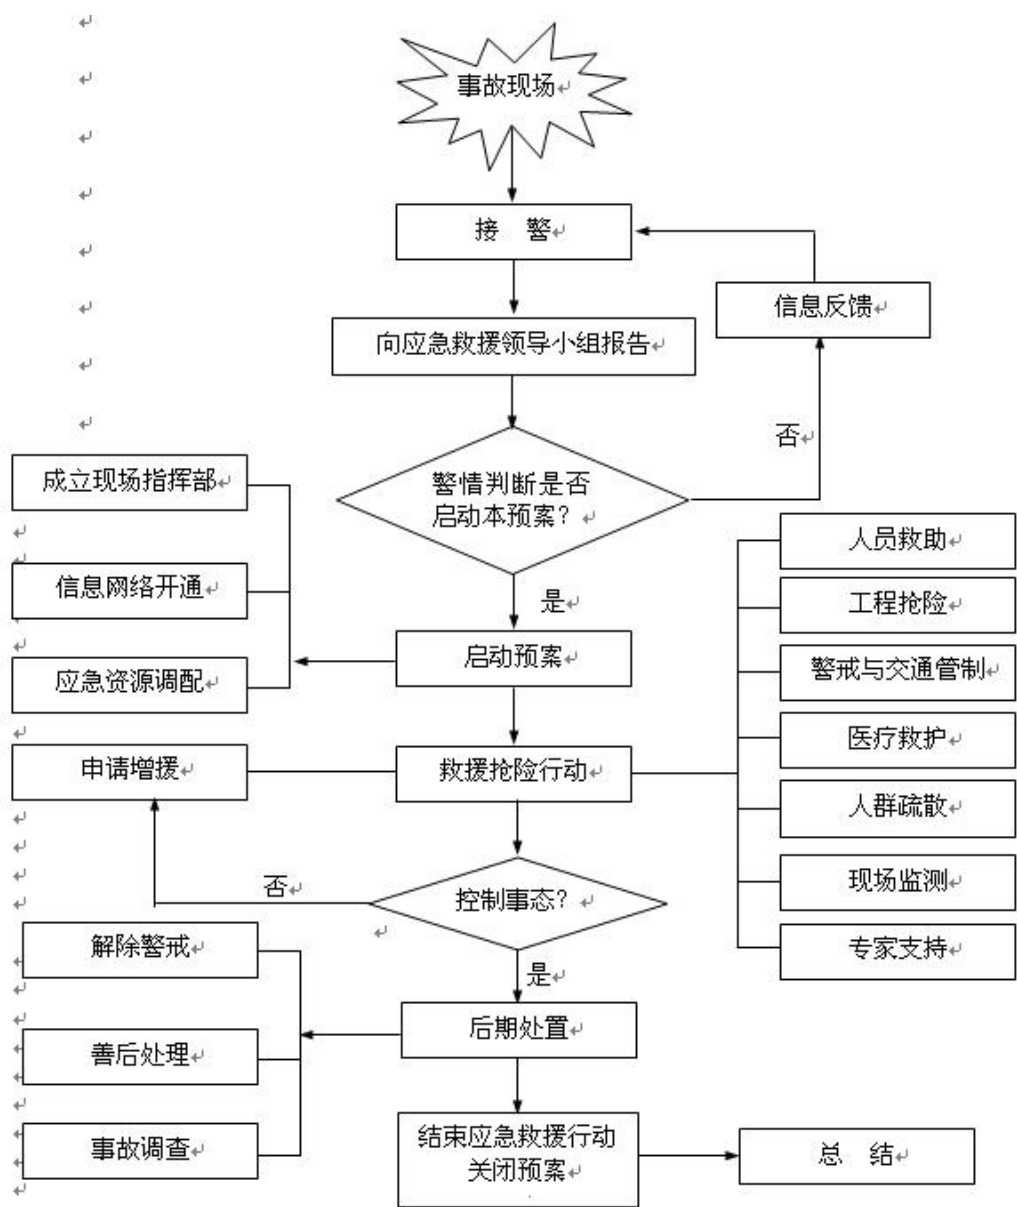 事故现场
接　警
信息反馈
向应急救援领导小组报告
否
成立现场指挥部
警情判断是否
启动本预案？
人员救助
信息网络开通
是
工程抢险
启动预案
警戒与交通管制
应急资源调配
医疗救护
申请增援
救援抢险行动
人群疏散
否
控制事态？
现场监测
解除警戒
专家支持
是
后期处置
善后处理
结束应急救援行动
关闭预案
事故调查
总　结